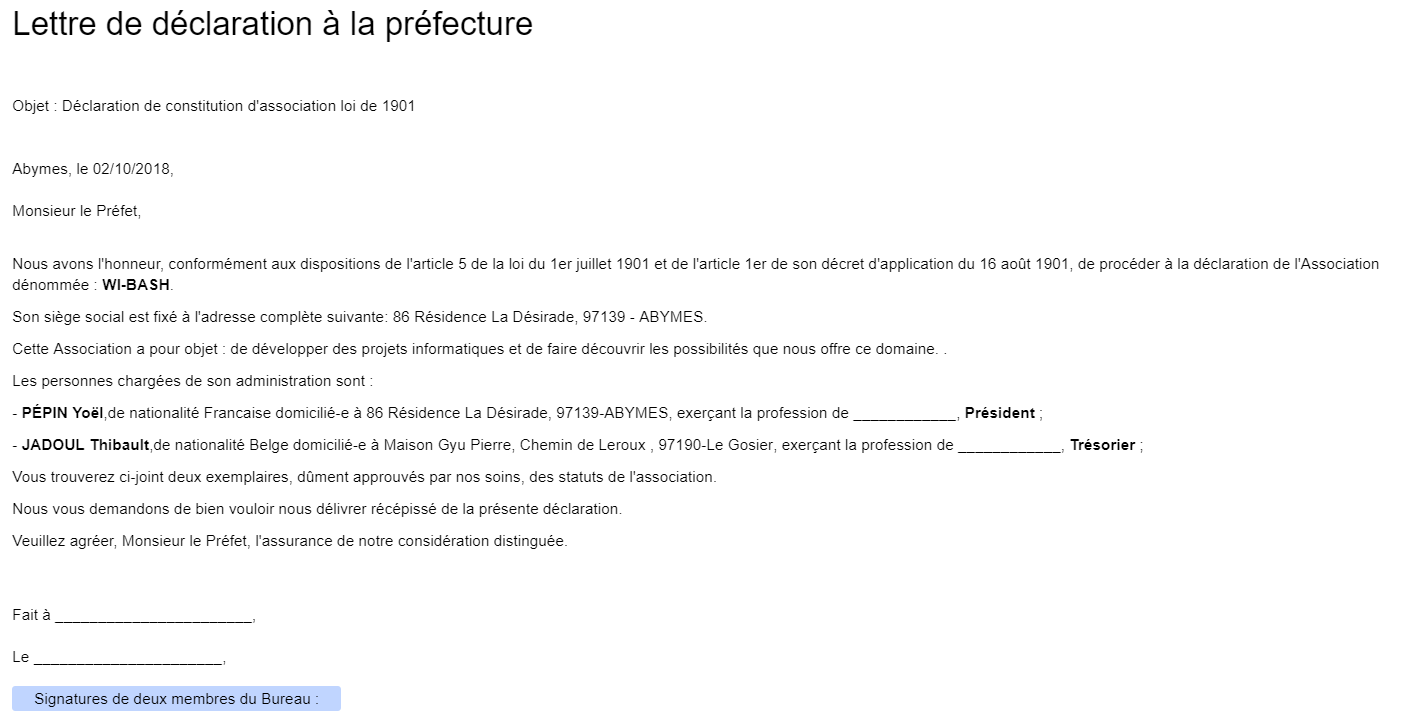 Lettre de déclaration à la préfecture
Objet : Déclaration de constitution d'association loi de 1901
Abymes, le 02/10/2018,
Monsieur le Préfet,
Nous avons l'honneur, conformément aux dispositions de l'article 5 de la loi du 1er juillet 1901 et de l'article 1er de son décret d'application du 16 août 1901, de procéder à la déclaration de l'Association
dénommée : WI-BASH.
Son siège social est fixé à l'adresse complète suivante: 86 Résidence La Désirade, 97139 - ABYMES.
Cette Association a pour objet : de développer des projets informatiques et de faire découvrir les possibilités que nous offre ce domaine. .
Les personnes chargées de son administration sont :
- PÉPIN Yoël,de nationalité Francaise domicilié-e à 86 Résidence La Désirade, 97139-ABYMES, exerçant la profession de ____________, Président ;
- JADOUL Thibault,de nationalité Belge domicilié-e à Maison Gyu Pierre, Chemin de Leroux , 97190-Le Gosier, exerçant la profession de ____________, Trésorier ;
Vous trouverez ci-joint deux exemplaires, dûment approuvés par nos soins, des statuts de l'association.
Nous vous demandons de bien vouloir nous délivrer récépissé de la présente déclaration.
Veuillez agréer, Monsieur le Préfet, l'assurance de notre considération distinguée.
Fait à _______________________,
Le ______________________,
Signatures de deux membres du Bureau :